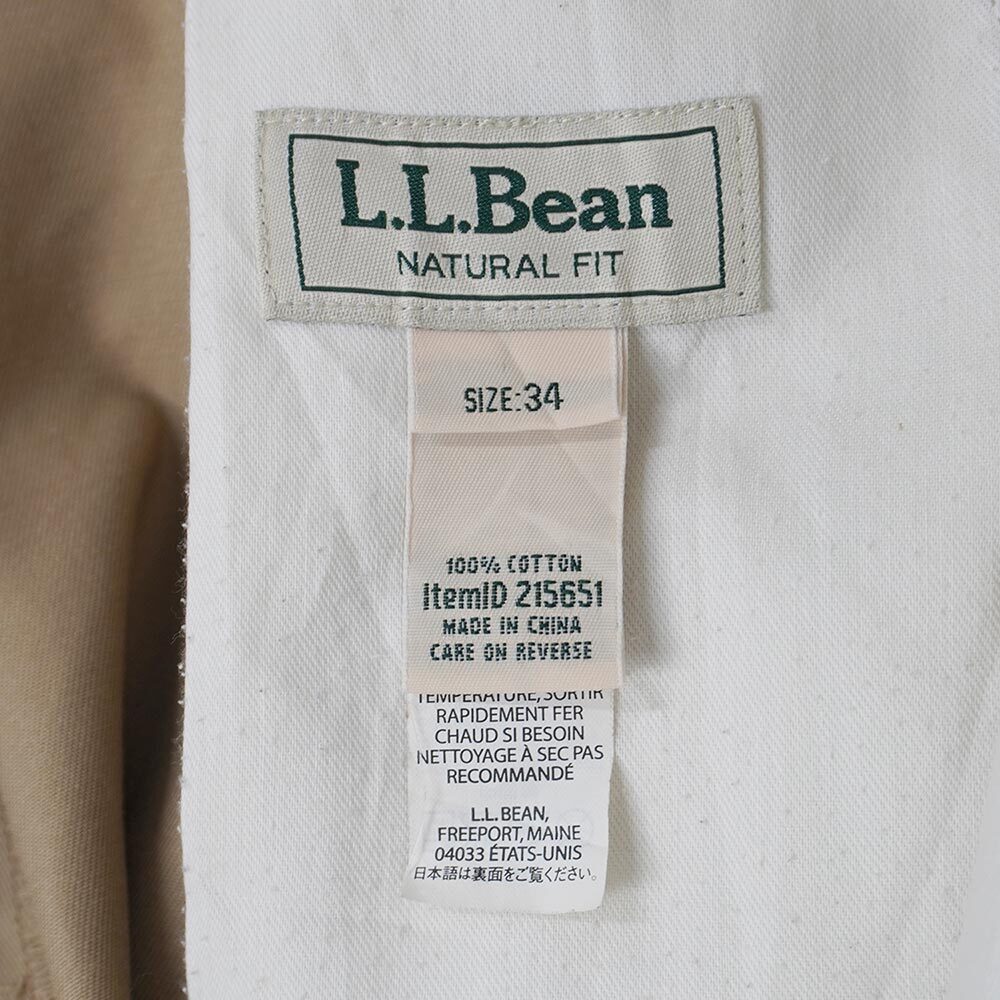 L.L.Bean
NATURAL FIT
SIZE:34
100% COTTON
ItemID 215651
MADE IN CHINA
CARE ON REVERSE
TEMPERATURE, SORTIR
RAPIDEMENT FER
CHAUD SI BESOIN
NETTOYAGE À SEC PAS
RECOMMANDÉ
L.L. BEAN,
FREEPORT, MAINE
04033 ÉTATS-UNIS
日本語は裏面をご覧ください。